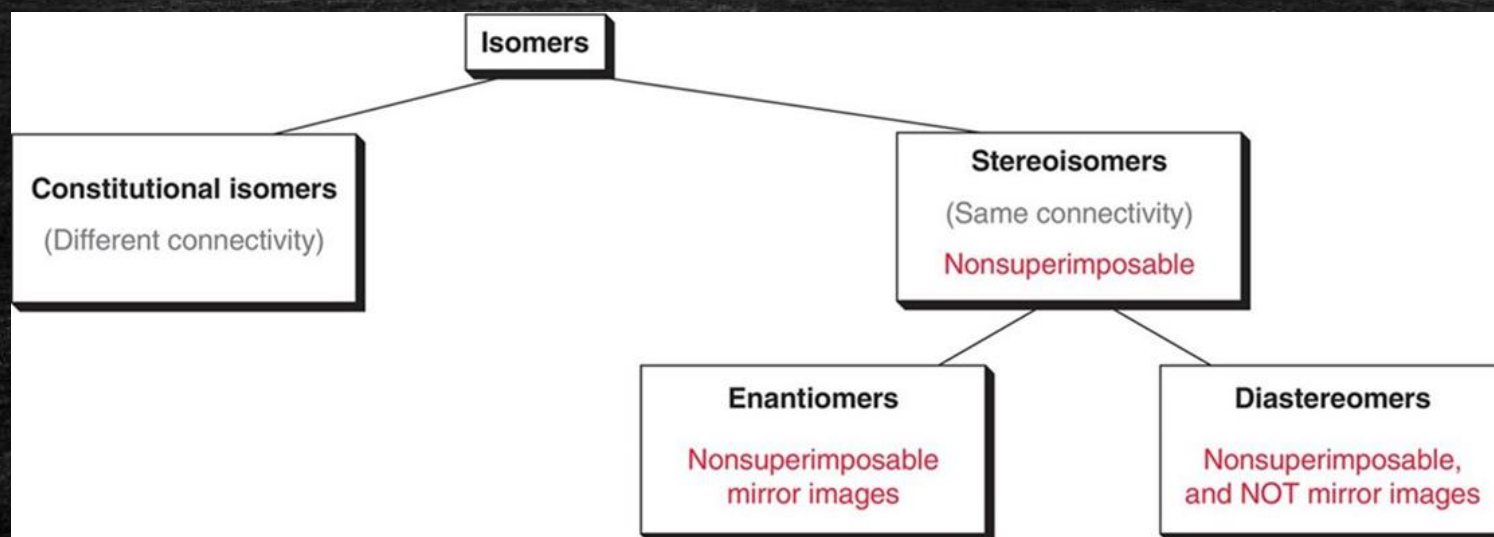 Isomers
Constitutional isomers
(Different connectivity)
Stereoisomers
(Same connectivity)
Nonsuperimposable
Enantiomers
Nonsuperimposable
mirror images
Diastereomers
Nonsuperimposable,
and NOT mirror images